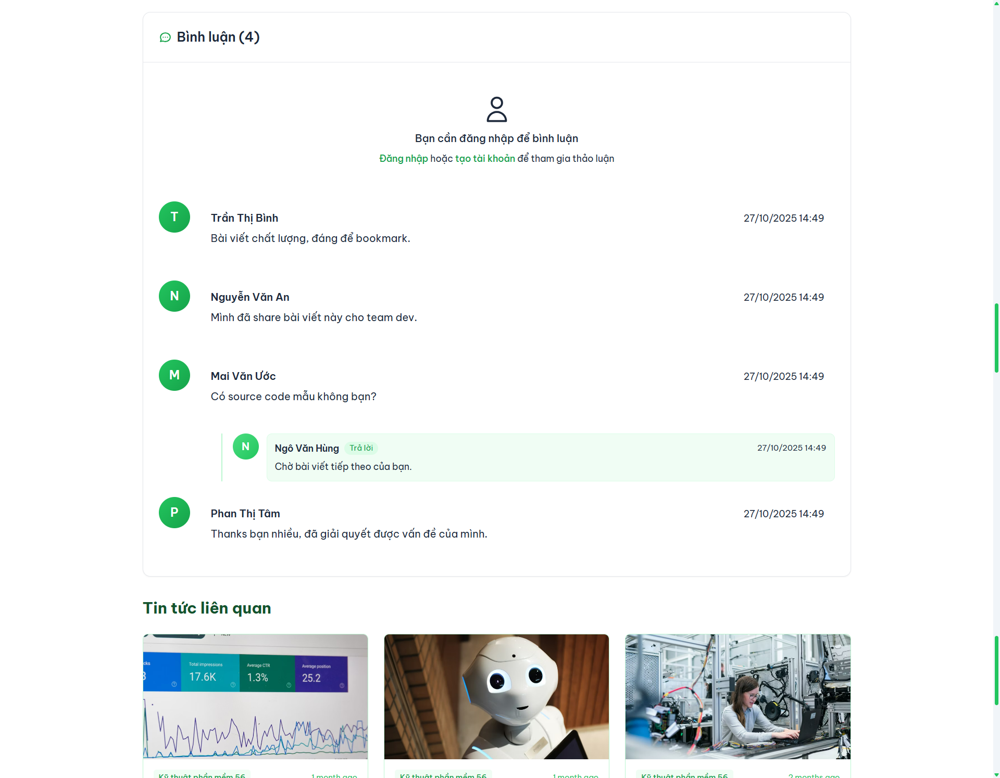 Bình luận (4)
Bạn cần đăng nhập để bình luận
Đăng nhập hoặc tạo tài khoản để tham gia thảo luận
T
Trần Thị Bình
27/10/2025 14:49
Bài viết chất lượng, đáng để bookmark.
N
Nguyễn Văn An
27/10/2025 14:49
Mình đã share bài viết này cho team dev.
M
Mai Văn Ước
27/10/2025 14:49
Có source code mẫu không bạn?
N
Ngô Văn Hùng
Trả lời
27/10/2025 14:49
Chờ bài viết tiếp theo của bạn.
P
Phan Thị Tâm
27/10/2025 14:49
Thanks bạn nhiều, đã giải quyết được vấn đề của mình.
Tin tức liên quan
Total impressions
17.6K
Average CTR
1.3%
Average position
25.2
Kỹ thuật phần mềm 56
1 month ago
Kỹ thuật phần mềm 56
1 month ago
Kỹ thuật phần mềm 56
2 months ago